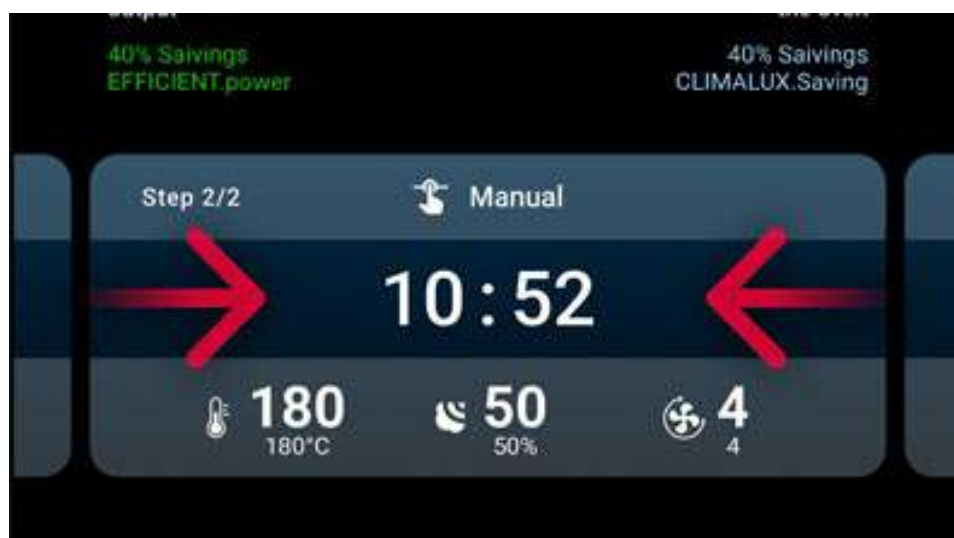 40% Saivings
EFFICIENT.power
40% Saivings
CLIMALUX.Saving
Step 2/2
Manual
10:52
180
180°C
50
50%
4
4